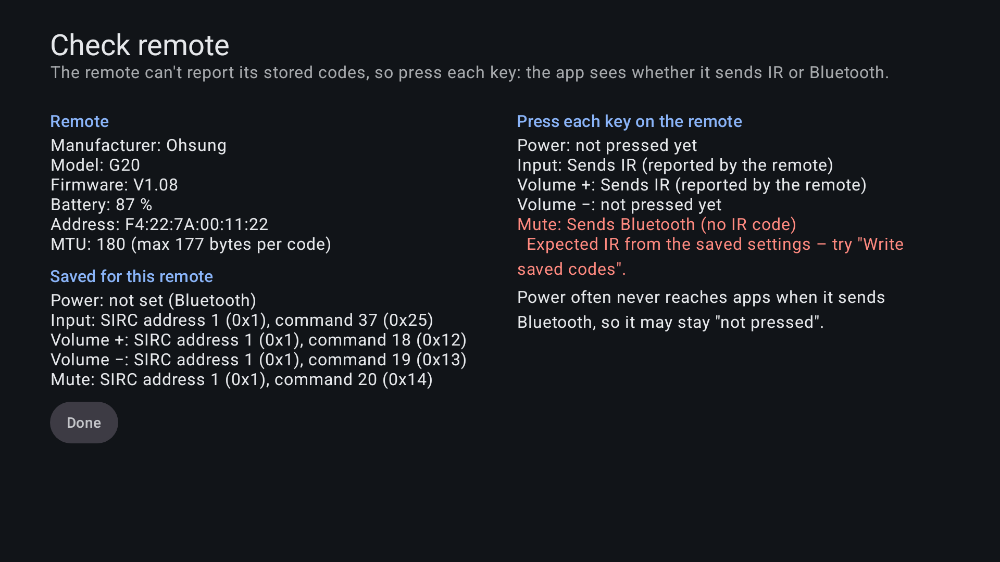 Check remote
The remote can't report its stored codes, so press each key: the app sees whether it sends IR or Bluetooth.
Remote
Manufacturer: Ohsung
Model: G20
Firmware: V1.08
Battery: 87 %
Address: F4:22:7A:00:11:22
MTU: 180 (max 177 bytes per code)
Saved for this remote
Power: not set (Bluetooth)
Input: SIRC address 1 (0x1), command 37 (0x25)
Volume +: SIRC address 1 (0x1), command 18 (0x12)
Volume −: SIRC address 1 (0x1), command 19 (0x13)
Mute: SIRC address 1 (0x1), command 20 (0x14)
Done
Press each key on the remote
Power: not pressed yet
Input: Sends IR (reported by the remote)
Volume +: Sends IR (reported by the remote)
Volume −: not pressed yet
Mute: Sends Bluetooth (no IR code)
Expected IR from the saved settings – try "Write
saved codes".
Power often never reaches apps when it sends
Bluetooth, so it may stay "not pressed".